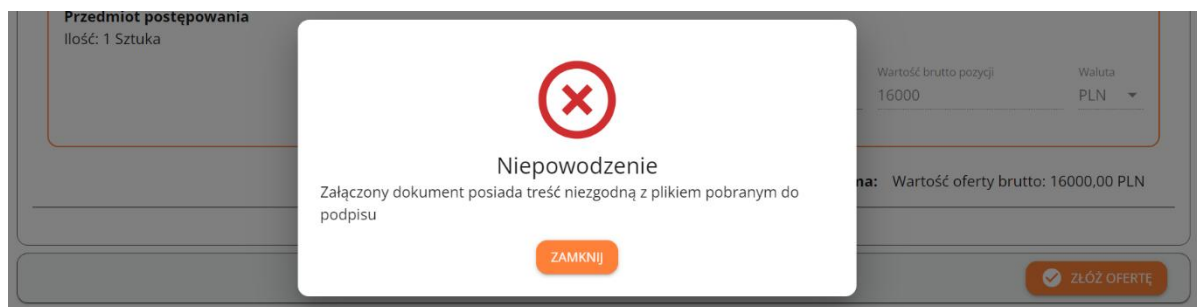 Przedmiot postępowania
Ilość: 1 Sztuka
Wartość brutto pozycji
Waluta
16000
PLN
Niepowodzenie
Załączony dokument posiada treść niezgodną z plikiem pobranym do
podpisu
ma: Wartość oferty brutto: 16000,00 PLN
ZAMKNIJ
ZŁÓŻ OFERTĘ